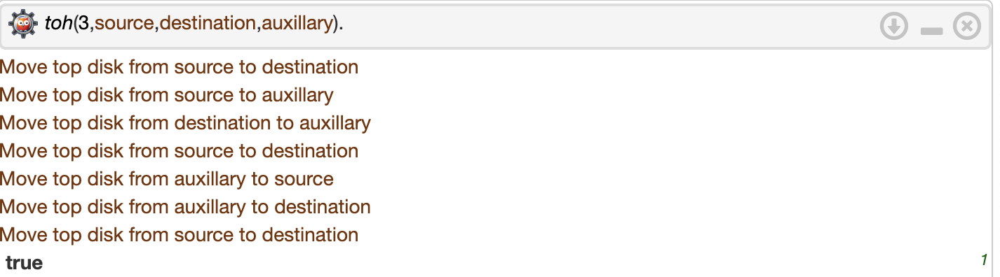 toh(3,source,destination,auxillary).
Move top disk from source to destination
Move top disk from source to auxillary
Move top disk from destination to auxillary
Move top disk from source to destination
Move top disk from auxillary to source
Move top disk from auxillary to destination
Move top disk from source to destination
true 1